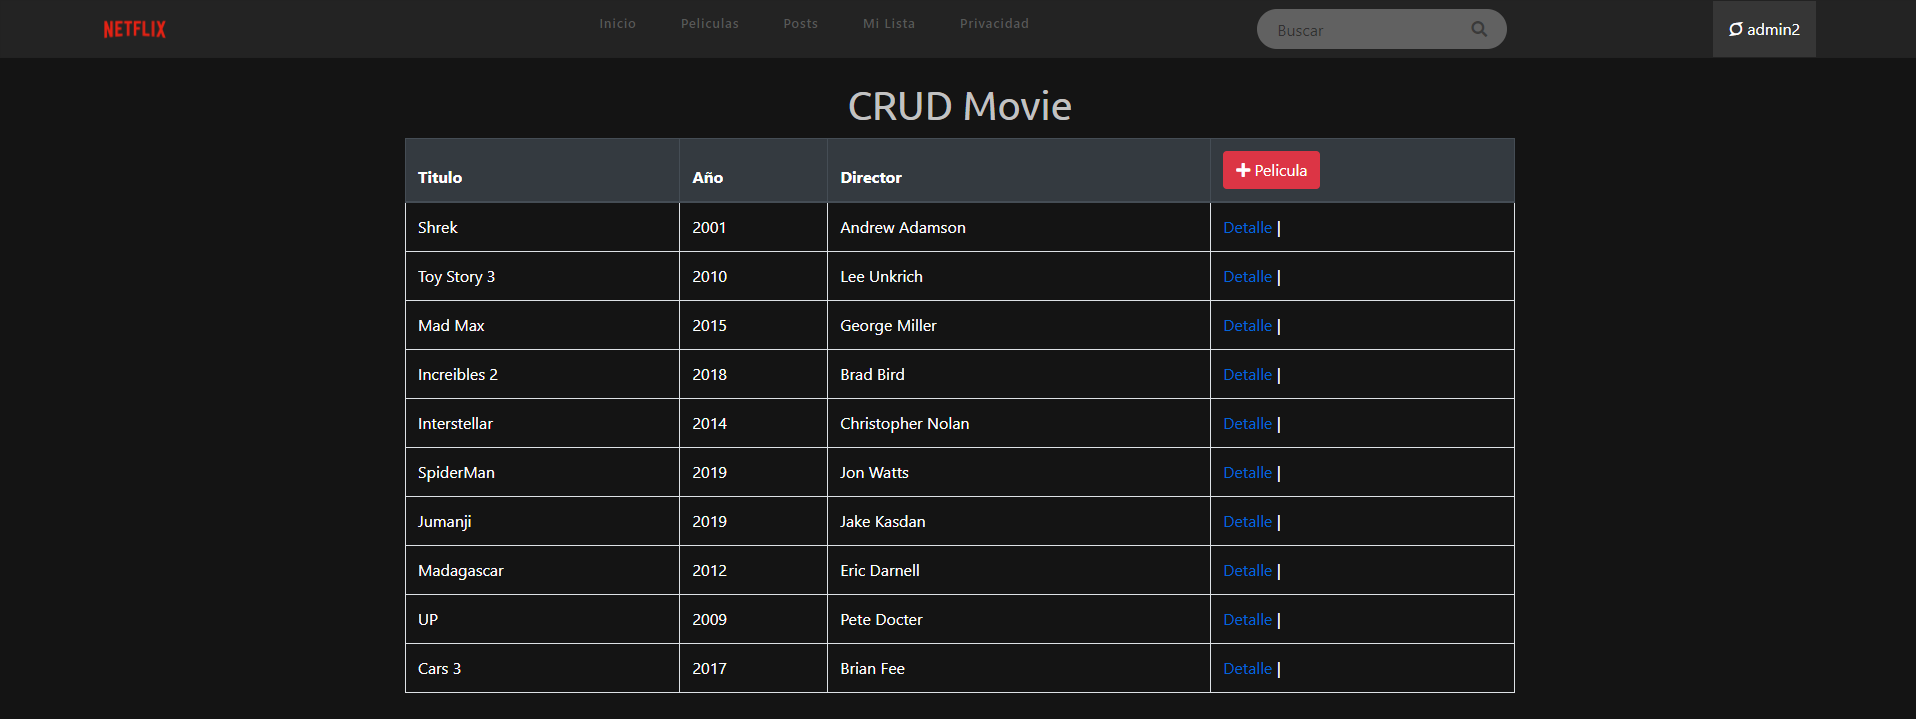 NETFLIX Inicio Peliculas Posts Mi Lista Privacidad Buscar admin2
CRUD Movie
Titulo Año Director Pelicula
Shrek 2001 Andrew Adamson Detalle |
Toy Story 3 2010 Lee Unkrich Detalle |
Mad Max 2015 George Miller Detalle |
Increibles 2 2018 Brad Bird Detalle |
Interstellar 2014 Christopher Nolan Detalle |
SpiderMan 2019 Jon Watts Detalle |
Jumanji 2019 Jake Kasdan Detalle |
Madagascar 2012 Eric Darnell Detalle |
UP 2009 Pete Docter Detalle |
Cars 3 2017 Brian Fee Detalle |